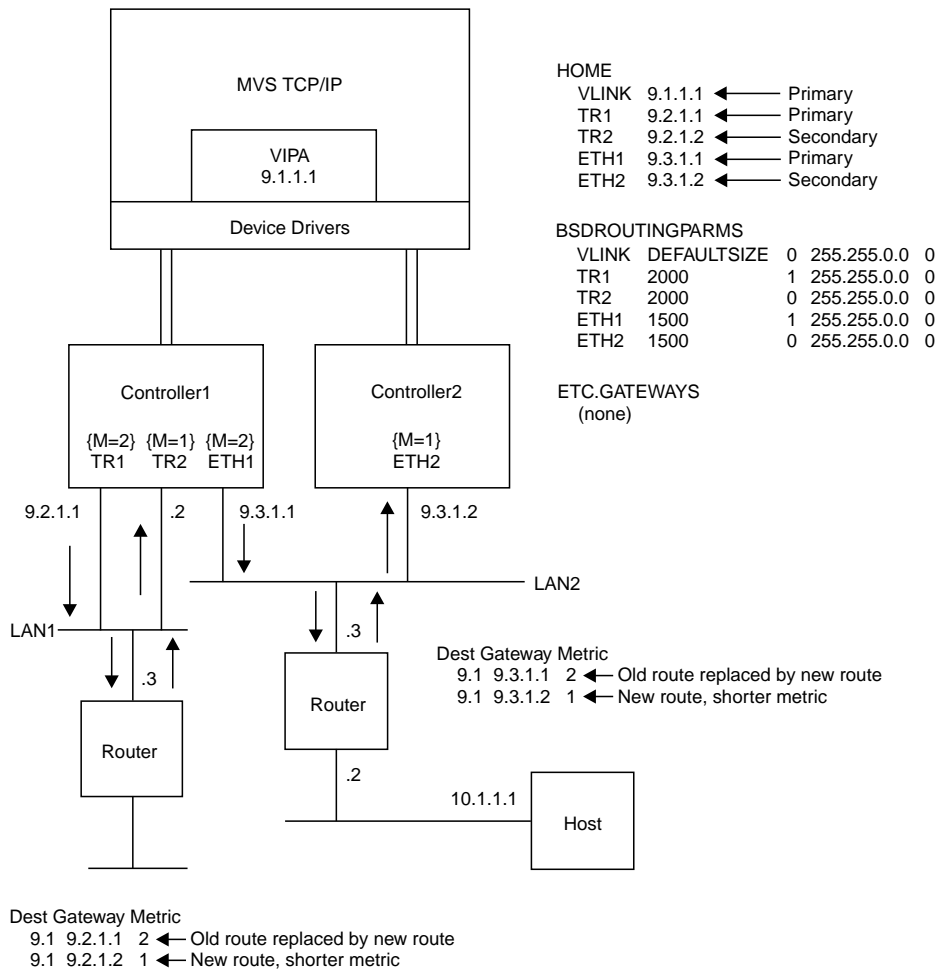 MVS TCP/IP
VIPA
9.1.1.1
Device Drivers
HOME
VLINK 9.1.1.1 Primary
TR1 9.2.1.1 Primary
TR2 9.2.1.2 Secondary
ETH1 9.3.1.1 Primary
ETH2 9.3.1.2 Secondary
BSDROUTINGPARMS
VLINK DEFAULTSIZE 0 255.255.0.0 0
TR1 2000 1 255.255.0.0 0
TR2 2000 0 255.255.0.0 0
ETH1 1500 1 255.255.0.0 0
ETH2 1500 0 255.255.0.0 0
ETC.GATEWAYS
(none)
Controller1
{M=2} {M=1} {M=2}
TR1 TR2 ETH1
Controller2
{M=1}
ETH2
9.2.1.1 .2 9.3.1.1 9.3.1.2
LAN2
LAN1
.3
Router
.3
Router
.2
Dest Gateway Metric
9.1 9.3.1.1 2 Old route replaced by new route
9.1 9.3.1.2 1 New route, shorter metric
10.1.1.1
Host
Dest Gateway Metric
9.1 9.2.1.1 2 Old route replaced by new route
9.1 9.2.1.2 1 New route, shorter metric